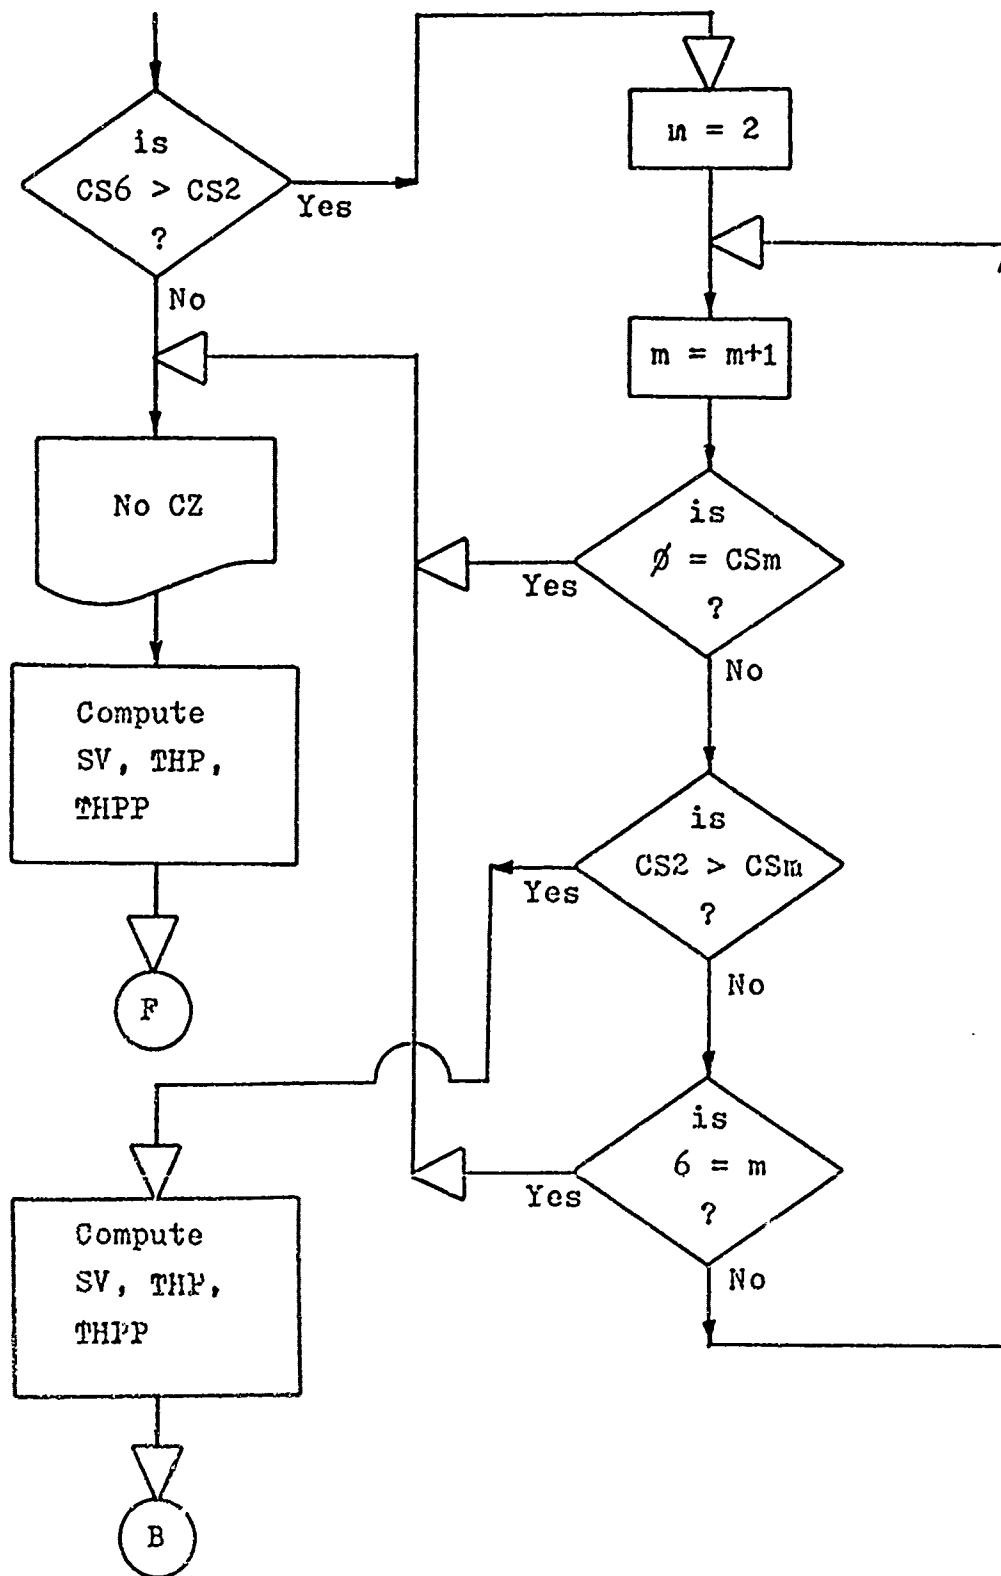 is
CS6 > CS2
?
Yes
No
No CZ
Compute
SV, THP,
THPP
F
Compute
SV, THP,
THPP
B
m = 2
m = m+1
is
Ø = CSm
?
Yes
No
is
CS2 > CSm
?
Yes
No
is
6 = m
?
Yes
No